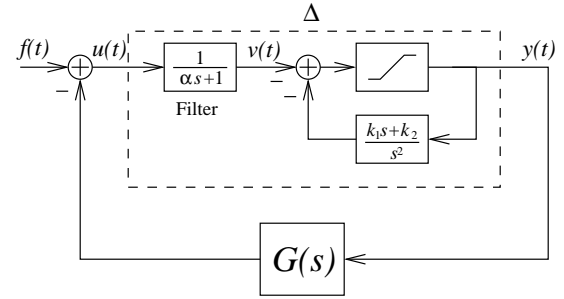 Δ
f(t)
u(t)
1
αs+1
v(t)
y(t)
+
+
−
−
−
Filter
k₁s+k₂
s²
G(s)